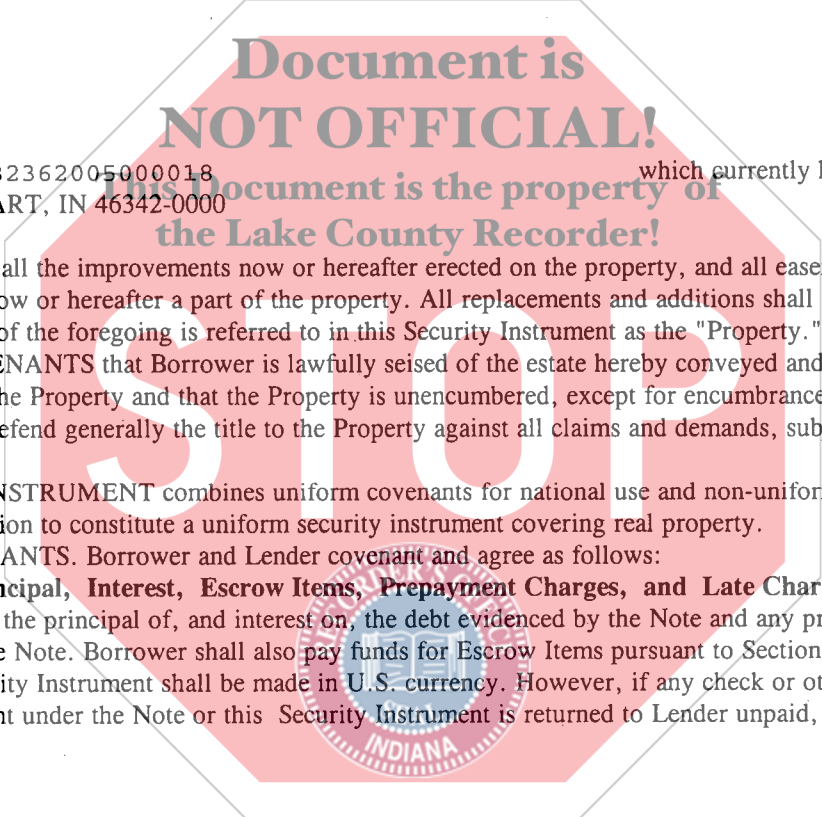 Document is
NOT OFFICIAL!
32362005000018 which currently
This Document is the property of
ART, IN 46342-0000
the Lake County Recorder!
all the improvements now or hereafter erected on the property, and all ease
ow or hereafter a part of the property. All replacements and additions shall
of the foregoing is referred to in this Security Instrument as the "Property."
ENANTS that Borrower is lawfully seised of the estate hereby conveyed and
he Property and that the Property is unencumbered, except for encumbrance
efend generally the title to the Property against all claims and demands, sub
STOP
NSTRUMENT combines uniform covenants for national use and non-unifor
ion to constitute a uniform security instrument covering real property.
ANTS. Borrower and Lender covenant and agree as follows:
ncipal, Interest, Escrow Items, Prepayment Charges, and Late Char
the principal of, and interest on, the debt evidenced by the Note and any pr
e Note. Borrower shall also pay funds for Escrow Items pursuant to Section
ity Instrument shall be made in U.S. currency. However, if any check or ot
nt under the Note or this Security Instrument is returned to Lender unpaid,
RECORDER'S OFFICE
SEAL
INDIANA